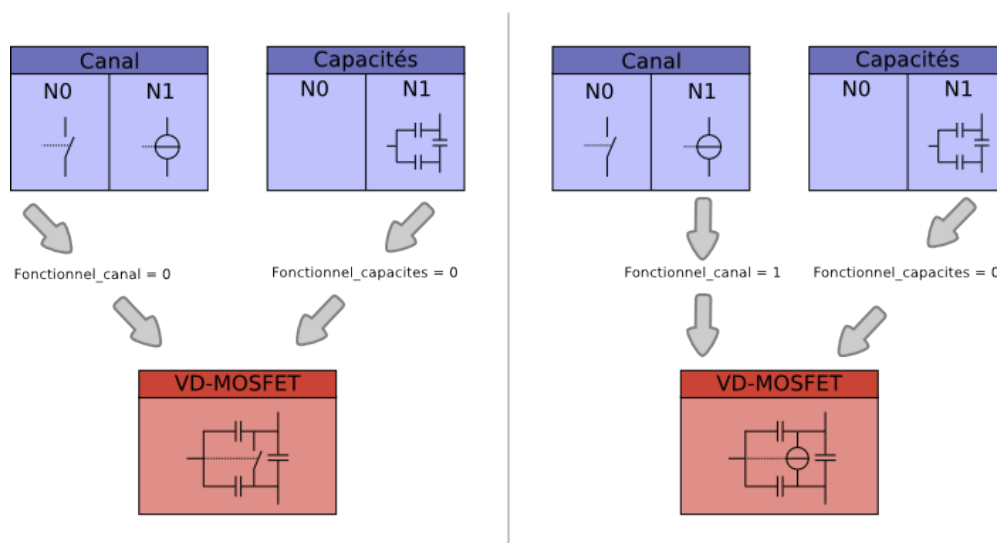 Canal
N0 N1
Capacités
N0 N1
Fonctionnel_canal = 0
Fonctionnel_capacites = 0
VD-MOSFET
Canal
N0 N1
Capacités
N0 N1
Fonctionnel_canal = 1
Fonctionnel_capacites = 0
VD-MOSFET